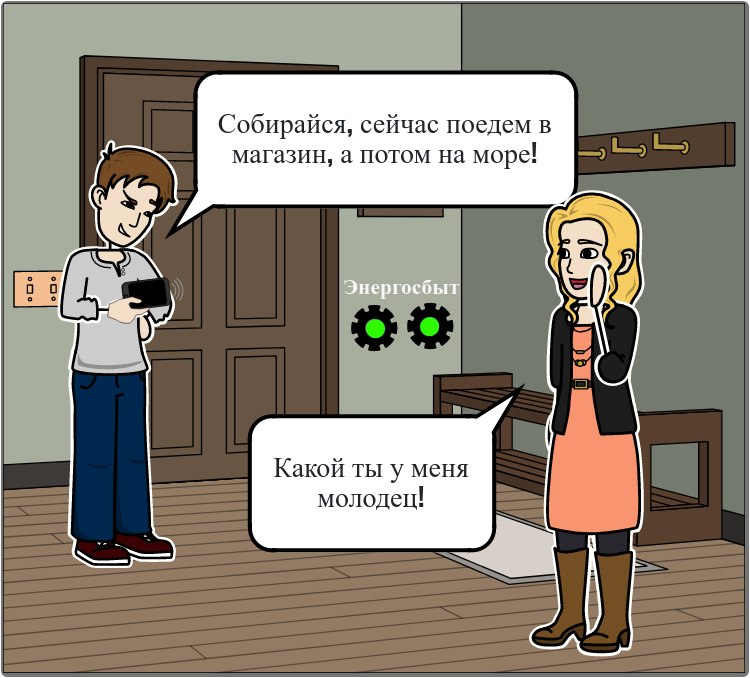 Собирайся, сейчас поедем в
магазин, а потом на море!
Энергосбыт
Какой ты у меня
молодец!